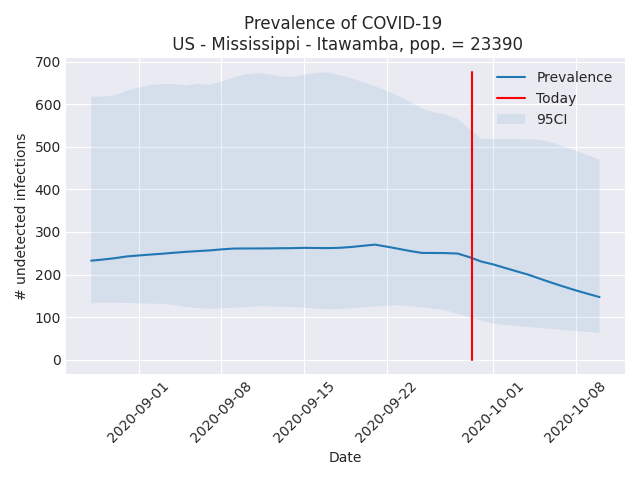 Prevalence of COVID-19
US - Mississippi - Itawamba, pop. = 23390
700
600
500
400
300
200
100
0
# undetected infections
Prevalence
Today
95CI
2020-09-01
2020-09-08
2020-09-15
2020-09-22
2020-10-01
2020-10-08
Date